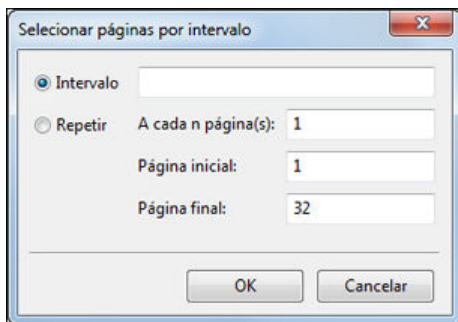 Selecionar páginas por intervalo
Intervalo
Repetir A cada n página(s): 1
Página inicial: 1
Página final: 32
OK Cancelar